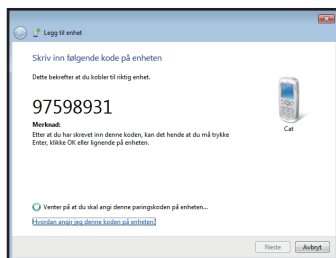 Legg til enhet
Skriv inn følgende kode på enheten
Dette bekrefter at du kobler til riktig enhet.
97598931
Merknad:
Etter at du har skrevet inn denne koden, kan det hende at du må trykke
Enter, klikke OK eller lignende på enheten.
Cat
Venter på at du skal angi denne paringskoden på enheten...
Hvordan angir jeg denne koden på enheten?
Neste
Avbryt